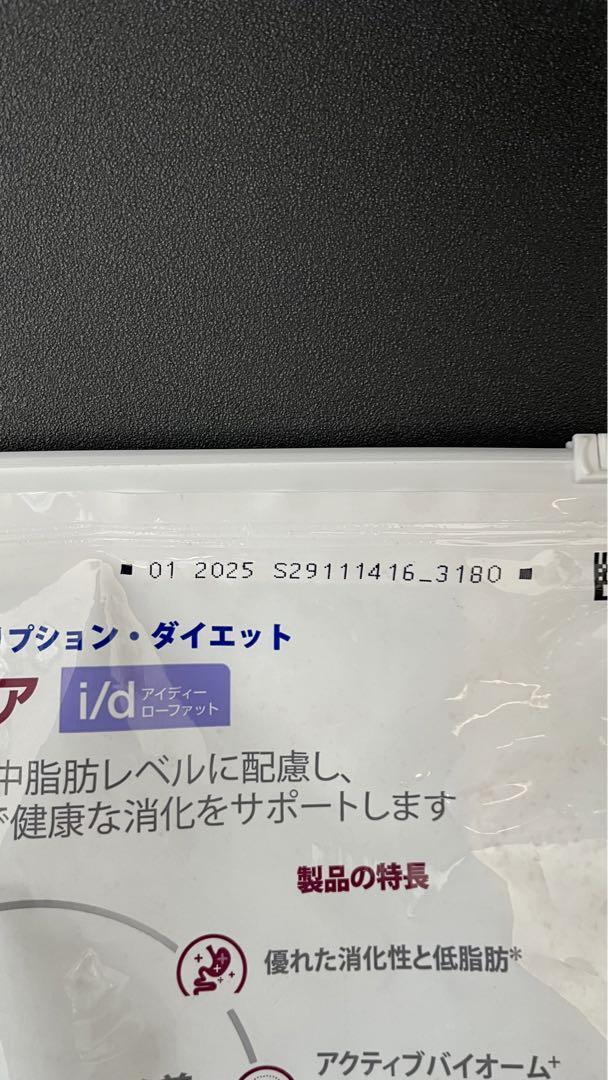 01 2025 S29111416_3180
リプション・ダイエット
ア
i/d アイディー
ローファット
中脂肪レベルに配慮し、
で健康な消化をサポートします
製品の特長
優れた消化性と低脂肪*
アクティブバイオーム+